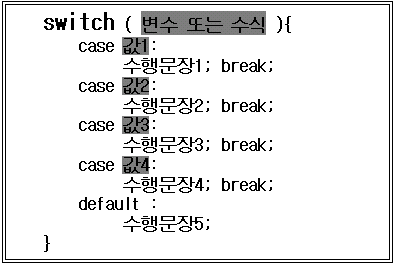 switch ( 변수 또는 수식 ){
case 값1:
수행문장1; break;
case 값2:
수행문장2; break;
case 값3:
수행문장3; break;
case 값4:
수행문장4; break;
default :
수행문장5;
}